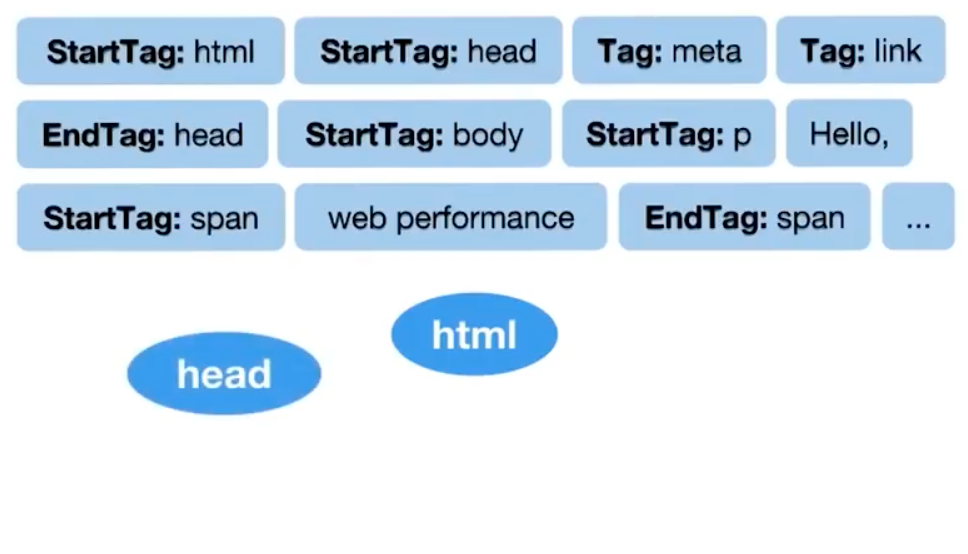 StartTag: html StartTag: head Tag: meta Tag: link
EndTag: head StartTag: body StartTag: p Hello,
StartTag: span web performance EndTag: span ...
html
head